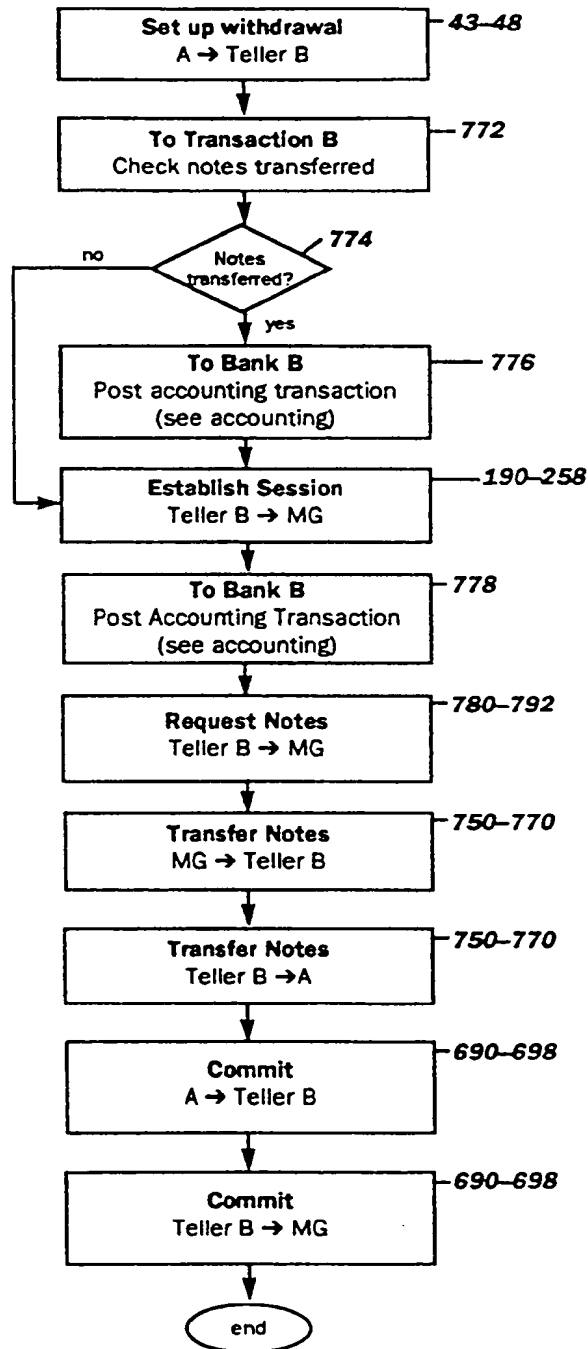 Set up withdrawal
A → Teller B
43–48
To Transaction B
Check notes transferred
772
Notes
transferred?
774
no
yes
To Bank B
Post accounting transaction
(see accounting)
776
Establish Session
Teller B → MG
190–258
To Bank B
Post Accounting Transaction
(see accounting)
778
Request Notes
Teller B → MG
780–792
Transfer Notes
MG → Teller B
750–770
Transfer Notes
Teller B →A
750–770
Commit
A → Teller B
690–698
Commit
Teller B → MG
690–698
end